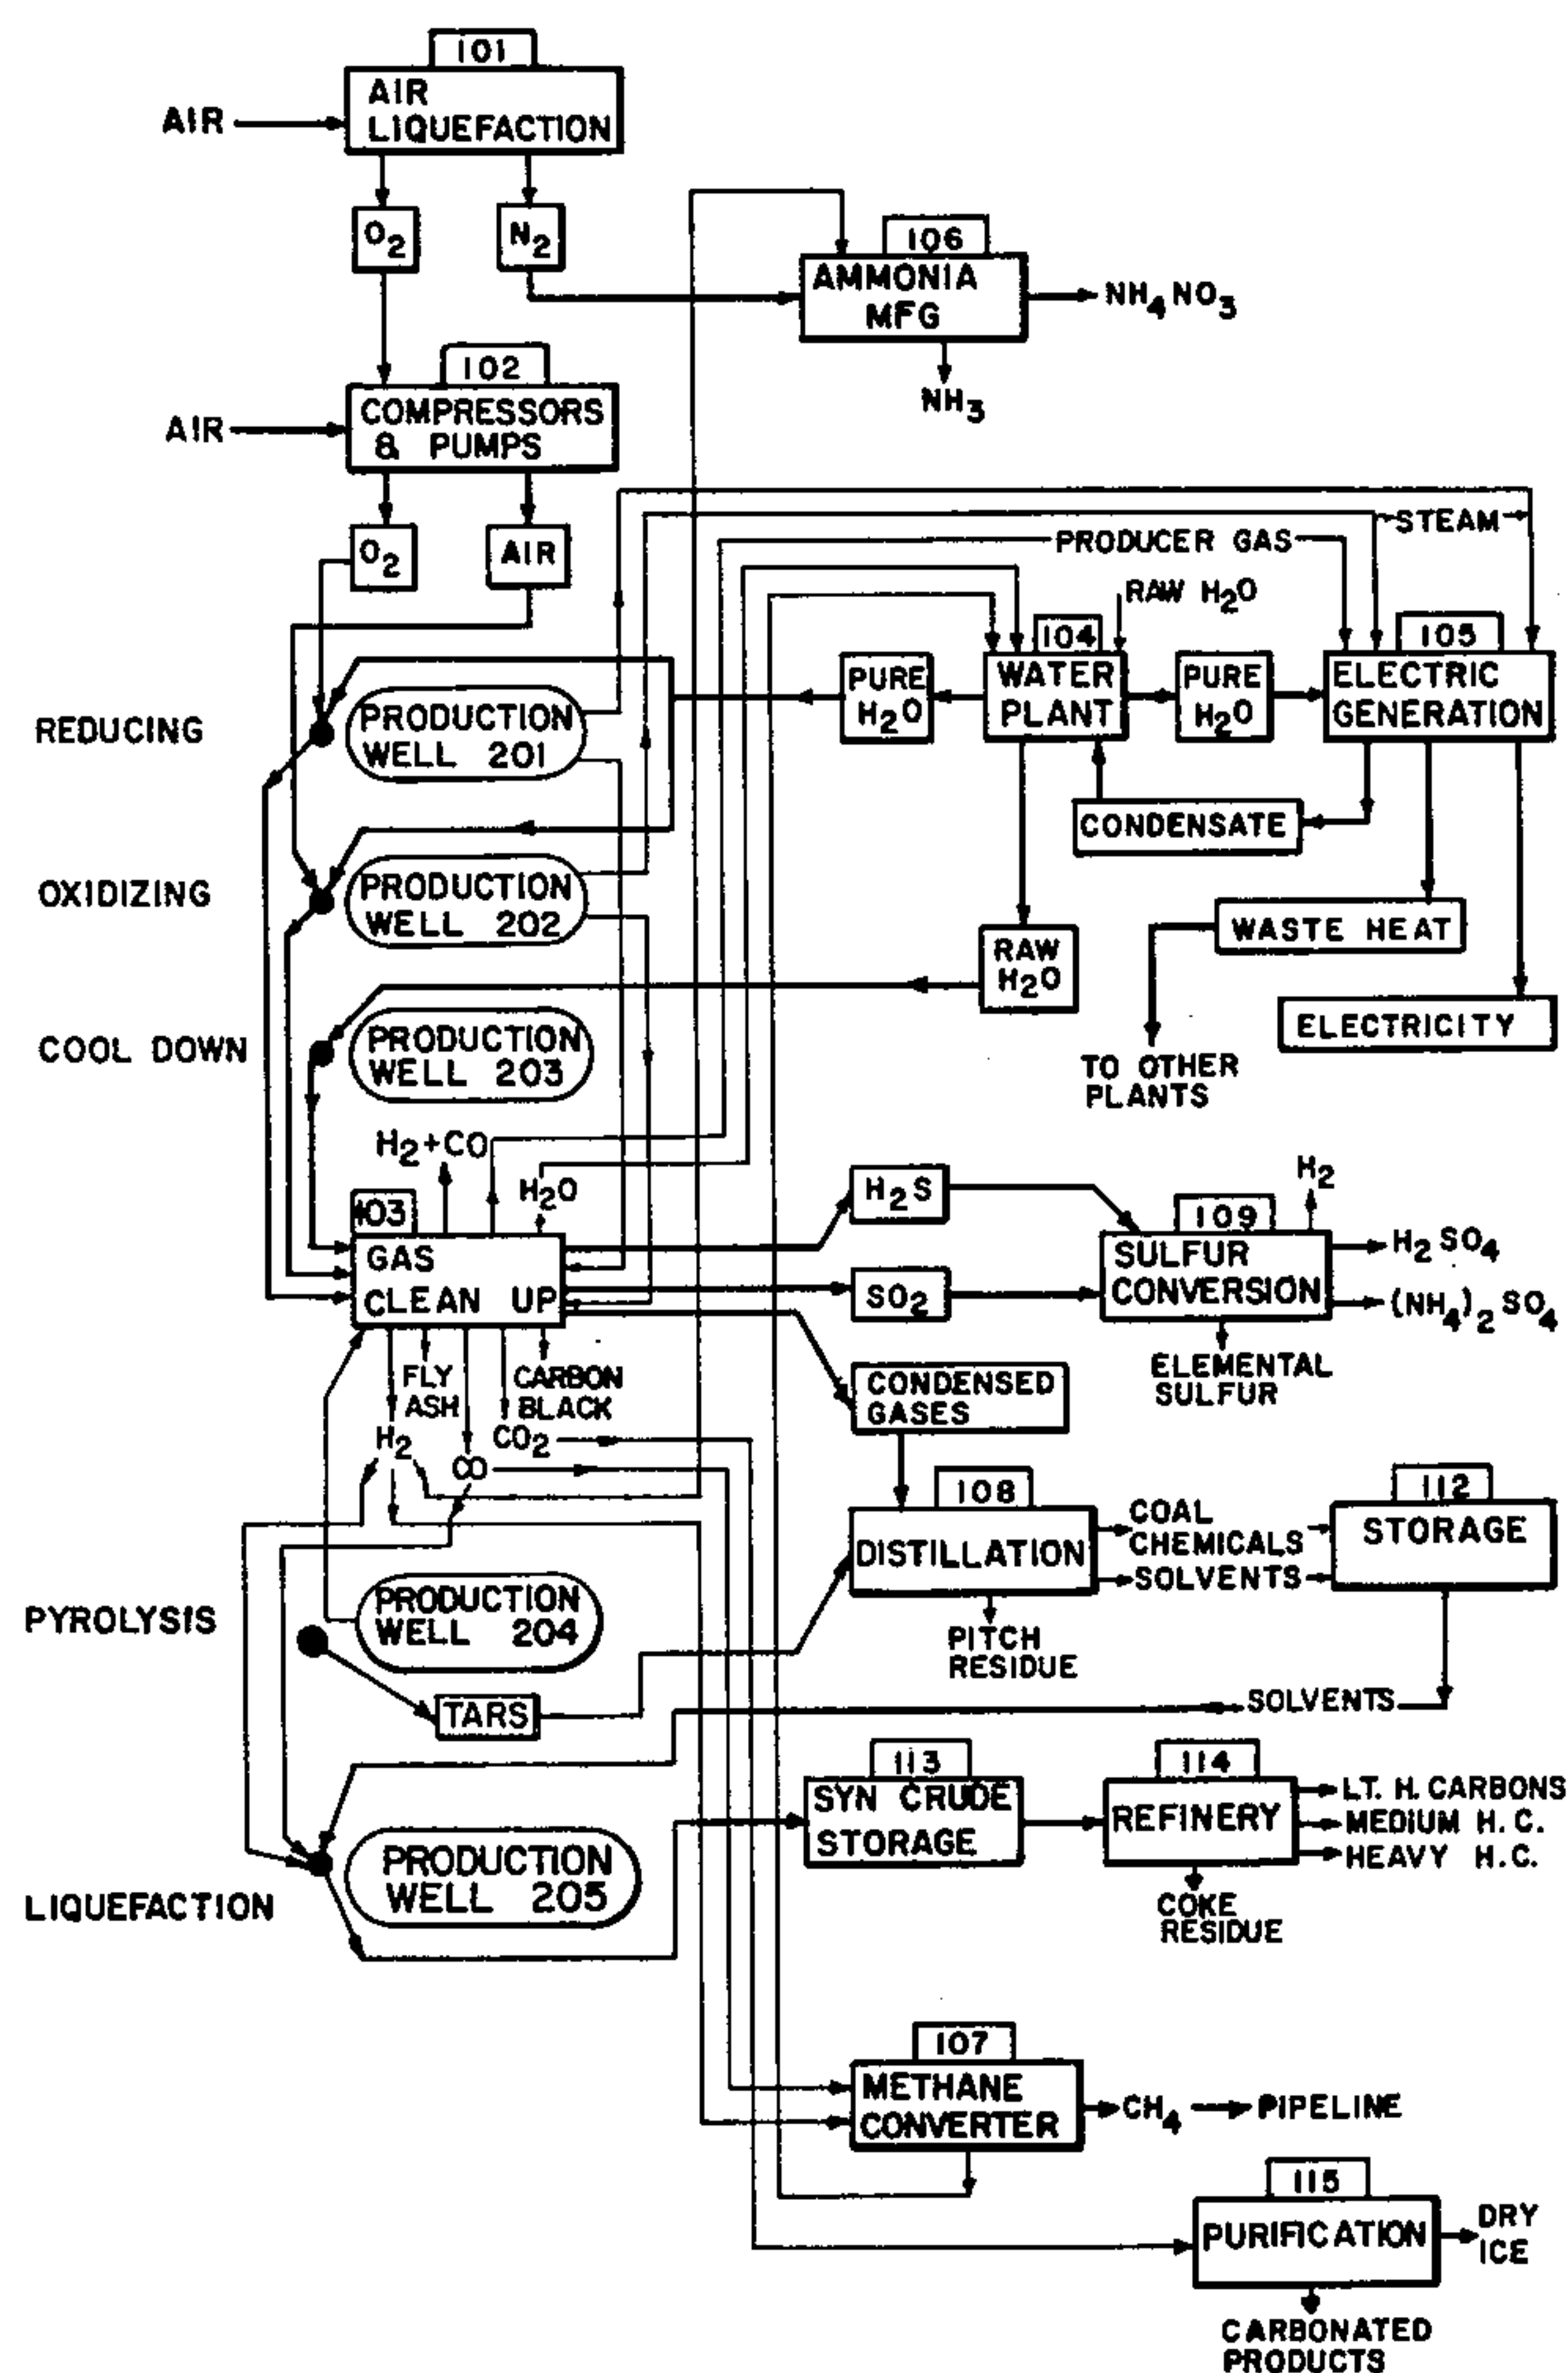 101
AIR
LIQUEFACTION
AIR
O2
N2
106
AMMONIA
MFG
NH4NO3
NH3
102
COMPRESSORS
& PUMPS
AIR
O2
AIR
STEAM
PRODUCER GAS
RAW H2O
104
WATER
PLANT
PURE
H2O
PURE
H2O
105
ELECTRIC
GENERATION
REDUCING
PRODUCTION
WELL 201
CONDENSATE
OXIDIZING
PRODUCTION
WELL 202
WASTE HEAT
RAW
H2O
ELECTRICITY
COOL DOWN
PRODUCTION
WELL 203
TO OTHER
PLANTS
H2+CO
H2O
103
GAS
CLEAN UP
H2S
SO2
H2
109
SULFUR
CONVERSION
H2SO4
(NH4)2SO4
ELEMENTAL
SULFUR
FLY
ASH
CARBON
BLACK
H2
CO
CO2
CONDENSED
GASES
108
DISTILLATION
COAL
CHEMICALS
SOLVENTS
112
STORAGE
PITCH
RESIDUE
PYROLYSIS
PRODUCTION
WELL 204
TARS
SOLVENTS
113
SYN CRUDE
STORAGE
114
REFINERY
LT. H. CARBONS
MEDIUM H. C.
HEAVY H.C.
COKE
RESIDUE
LIQUEFACTION
PRODUCTION
WELL 205
107
METHANE
CONVERTER
CH4
PIPELINE
115
PURIFICATION
DRY
ICE
CARBONATED
PRODUCTS